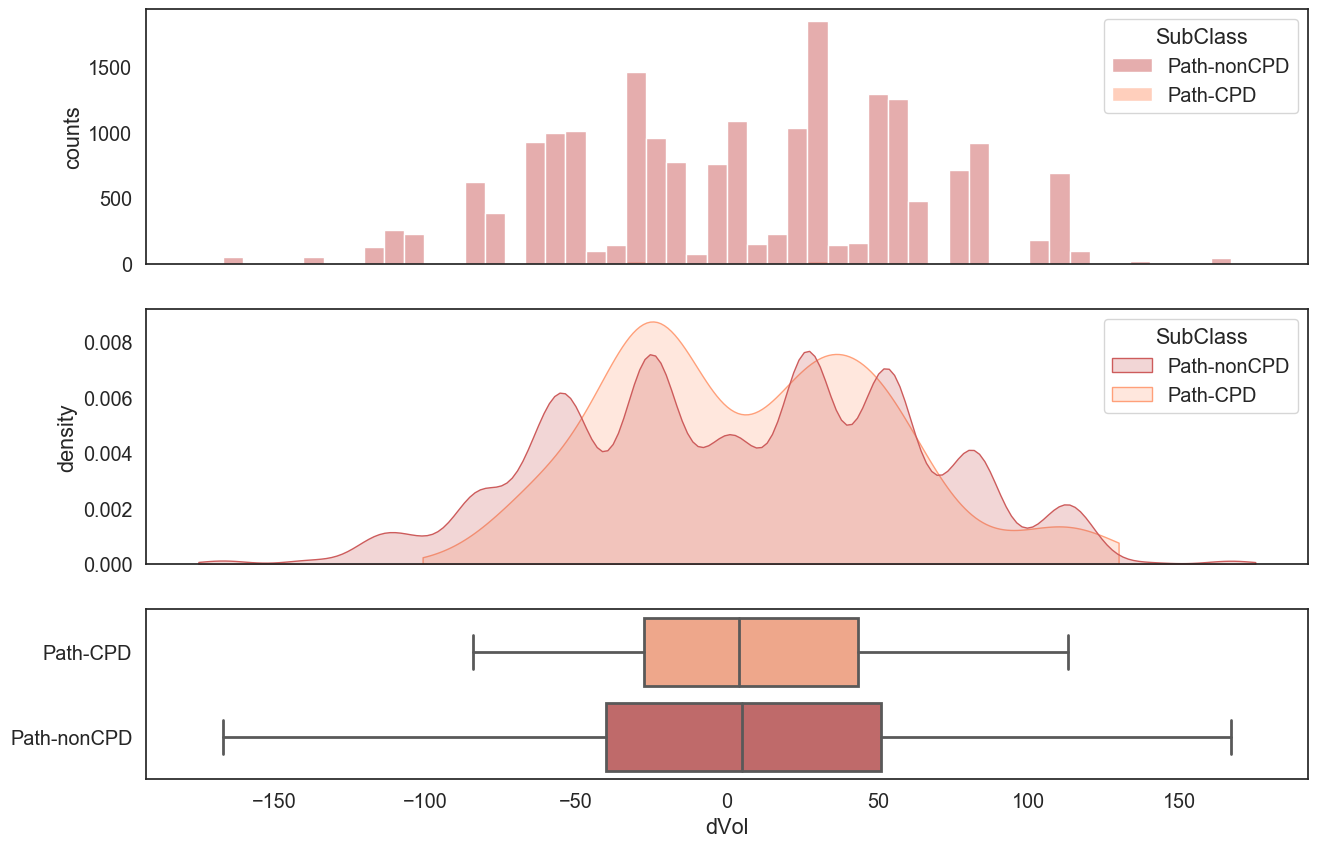 counts
1500
1000
500
0
SubClass
Path-nonCPD
Path-CPD
density
0.008
0.006
0.004
0.002
0.000
SubClass
Path-nonCPD
Path-CPD
Path-CPD
Path-nonCPD
−150 −100 −50 0 50 100 150
dVol